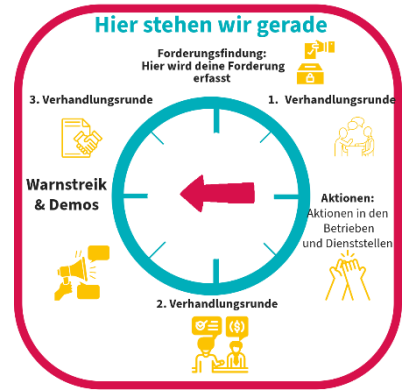 Hier stehen wir gerade
Forderungsfindung:
Hier wird deine Forderung
erfasst
3. Verhandlungsrunde
1. Verhandlungsrunde
Warnstreik
& Demos
Aktionen:
Aktionen in den
Betrieben
und Dienststellen
2. Verhandlungsrunde